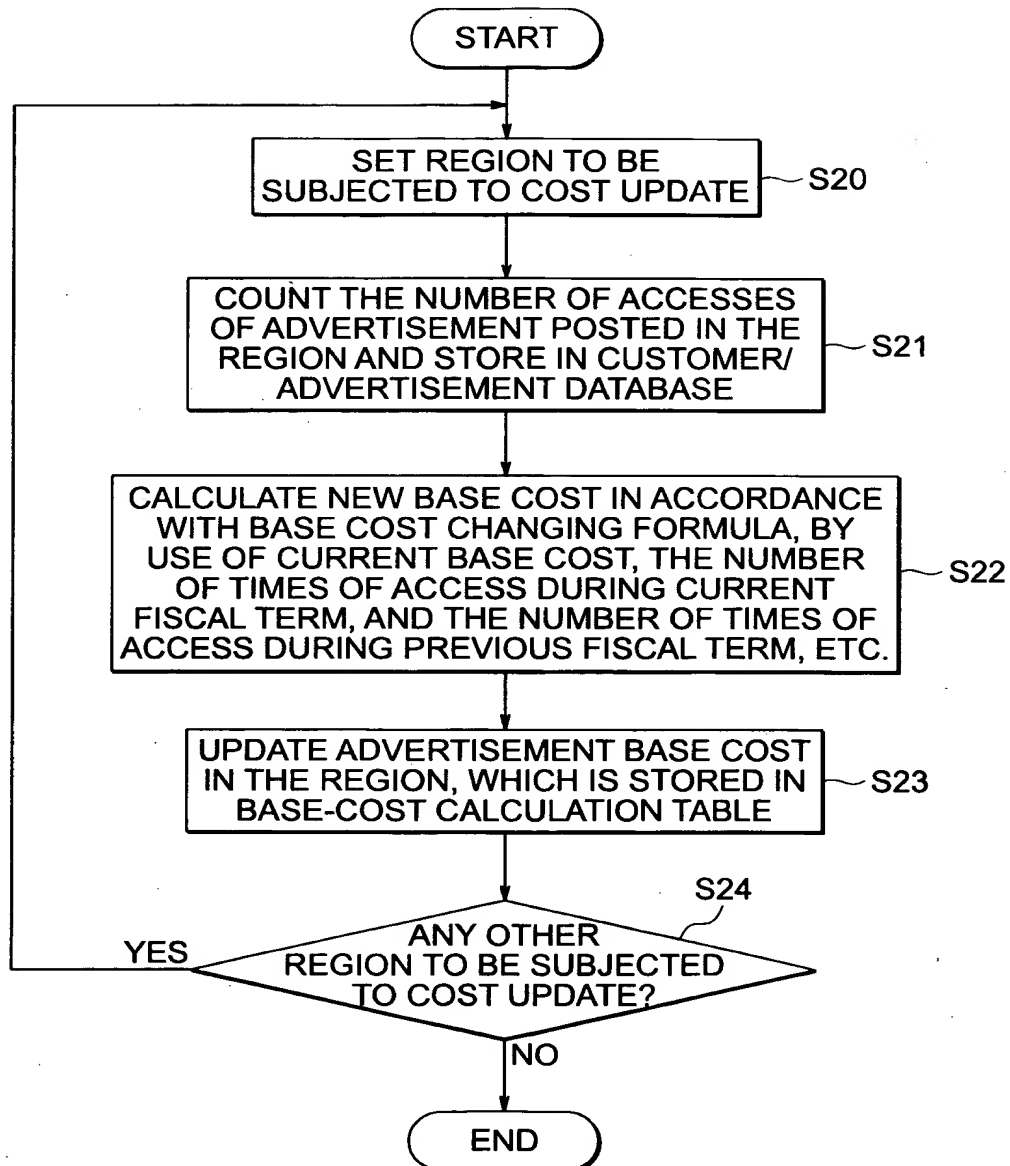 START
SET REGION TO BE
SUBJECTED TO COST UPDATE
S20
COUNT THE NUMBER OF ACCESSES
OF ADVERTISEMENT POSTED IN THE
REGION AND STORE IN CUSTOMER/
ADVERTISEMENT DATABASE
S21
CALCULATE NEW BASE COST IN ACCORDANCE
WITH BASE COST CHANGING FORMULA, BY
USE OF CURRENT BASE COST, THE NUMBER
OF TIMES OF ACCESS DURING CURRENT
FISCAL TERM, AND THE NUMBER OF TIMES OF
ACCESS DURING PREVIOUS FISCAL TERM, ETC.
S22
UPDATE ADVERTISEMENT BASE COST
IN THE REGION, WHICH IS STORED IN
BASE-COST CALCULATION TABLE
S23
S24
YES
ANY OTHER
REGION TO BE SUBJECTED
TO COST UPDATE?
NO
END